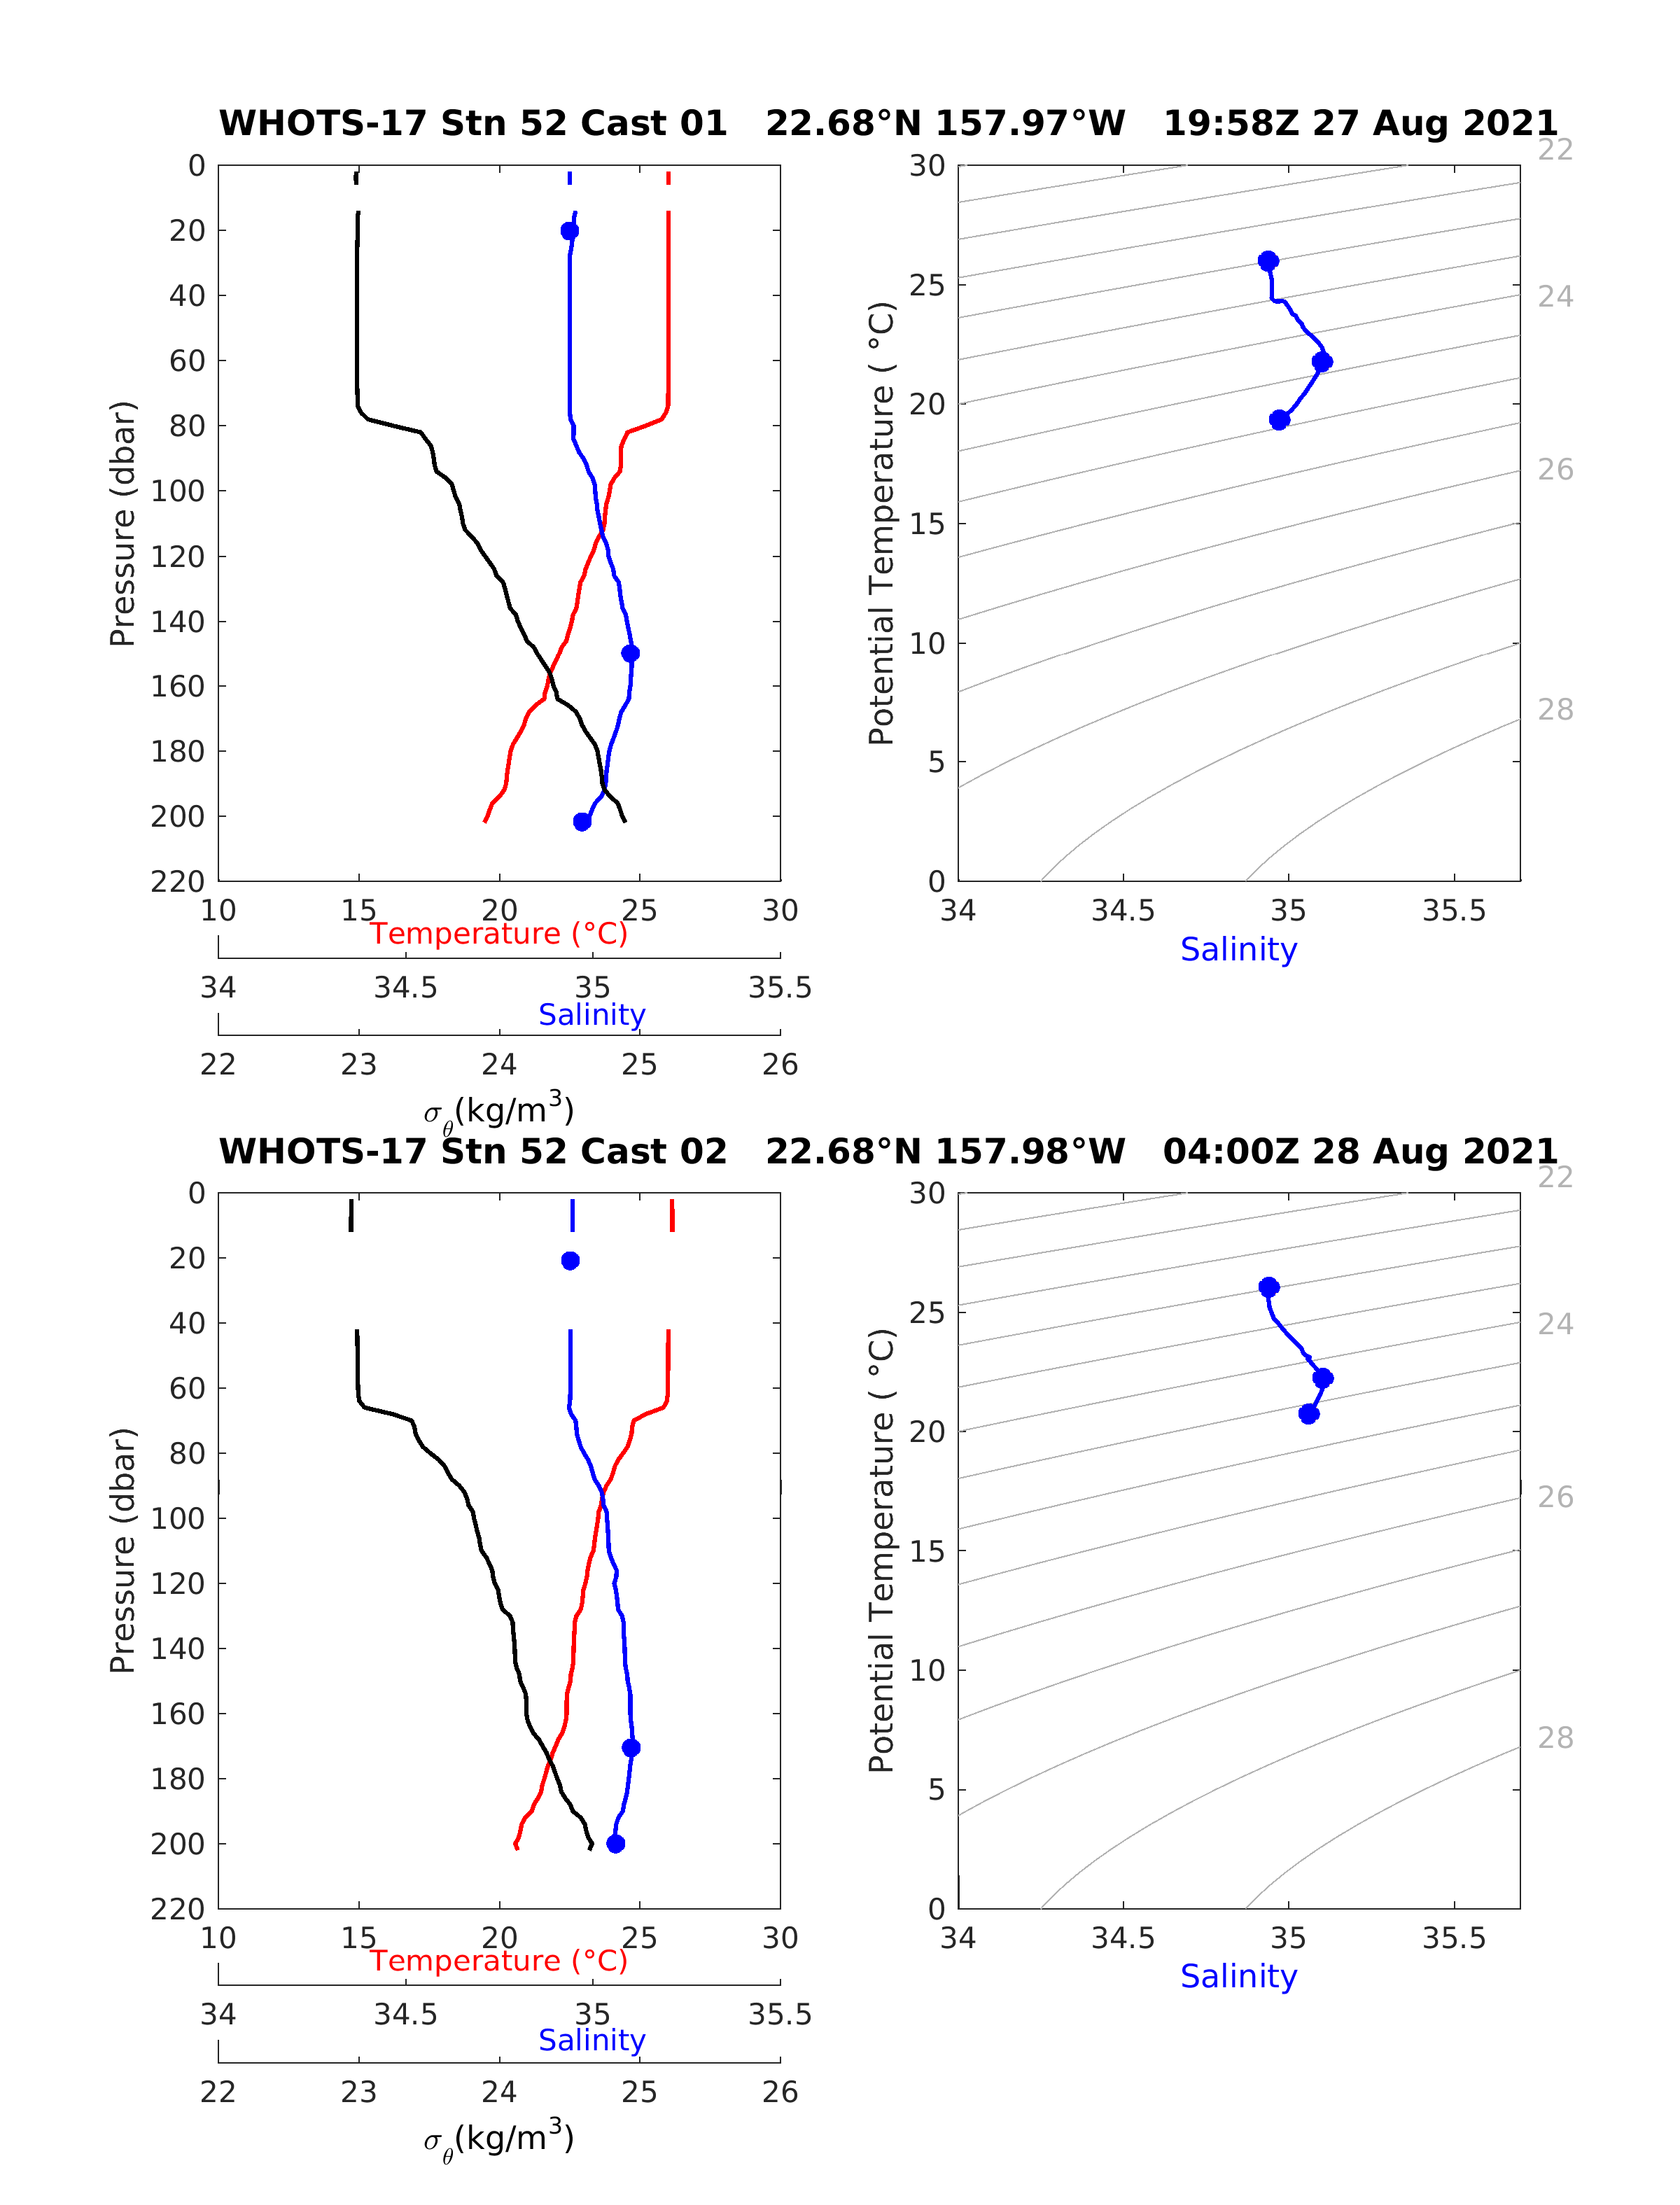 WHOTS-17 Stn 52 Cast 01   22.68°N 157.97°W   19:58Z 27 Aug 2021
0
20
40
60
80
100
120
140
160
180
200
220
Pressure (dbar)
10 15 20 25 30
Temperature (°C)
34 34.5 35 35.5
Salinity
22 23 24 25 26
σθ(kg/m³)
30
25
20
15
10
5
0
Potential Temperature ( °C)
34 34.5 35 35.5
Salinity
22
24
26
28
WHOTS-17 Stn 52 Cast 02   22.68°N 157.98°W   04:00Z 28 Aug 2021
0
20
40
60
80
100
120
140
160
180
200
220
Pressure (dbar)
10 15 20 25 30
Temperature (°C)
34 34.5 35 35.5
Salinity
22 23 24 25 26
σθ(kg/m³)
30
25
20
15
10
5
0
Potential Temperature ( °C)
34 34.5 35 35.5
Salinity
22
24
26
28